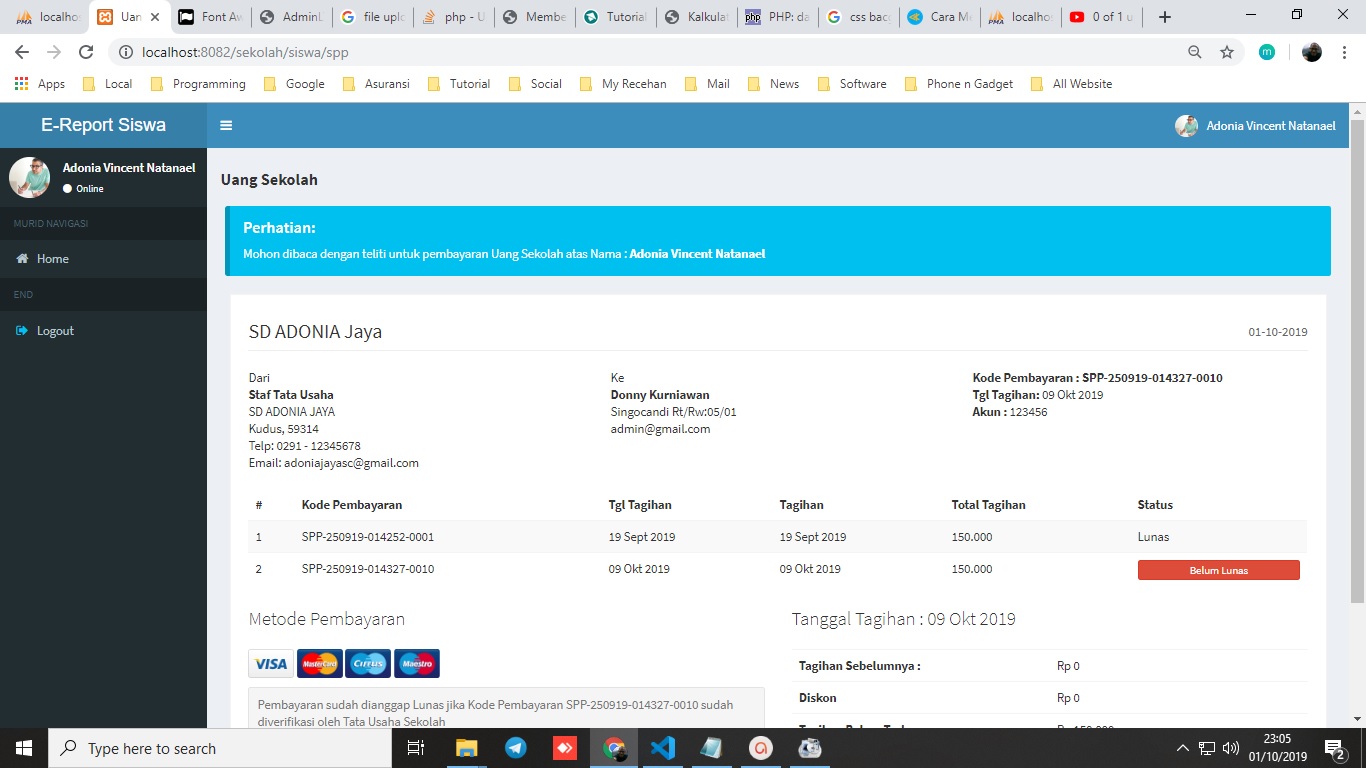 localhos
Uan
Font Aw
AdminL
file uplo
php - U
Membe
Tutorial
Kalkulat
PHP: da
css bacg
Cara Me
localhos
0 of 1 u
localhost:8082/sekolah/siswa/spp
m
Apps Local Programming Google Asuransi Tutorial Social My Recehan Mail News Software Phone n Gadget All Website
E-Report Siswa
Adonia Vincent Natanael
Adonia Vincent Natanael
Online
MURID NAVIGASI
Home
END
Logout
Uang Sekolah
Perhatian:
Mohon dibaca dengan teliti untuk pembayaran Uang Sekolah atas Nama : Adonia Vincent Natanael
SD ADONIA Jaya
01-10-2019
Dari
Staf Tata Usaha
SD ADONIA JAYA
Kudus, 59314
Telp: 0291 - 12345678
Email: adoniajayasc@gmail.com
Ke
Donny Kurniawan
Singocandi Rt/Rw:05/01
admin@gmail.com
Kode Pembayaran : SPP-250919-014327-0010
Tgl Tagihan: 09 Okt 2019
Akun : 123456
# Kode Pembayaran Tgl Tagihan Tagihan Total Tagihan Status
1 SPP-250919-014252-0001 19 Sept 2019 19 Sept 2019 150.000 Lunas
2 SPP-250919-014327-0010 09 Okt 2019 09 Okt 2019 150.000 Belum Lunas
Metode Pembayaran
VISA MasterCard Cirrus Maestro
Pembayaran sudah dianggap Lunas jika Kode Pembayaran SPP-250919-014327-0010 sudah
diverifikasi oleh Tata Usaha Sekolah
Tanggal Tagihan : 09 Okt 2019
Tagihan Sebelumnya : Rp 0
Diskon Rp 0
Type here to search
23:05
01/10/2019
2